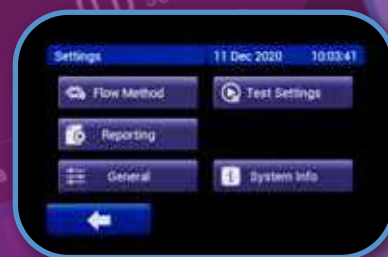 Settings 11 Dec 2020 10:03:41
Flow Method Test Settings
Reporting
General System Info